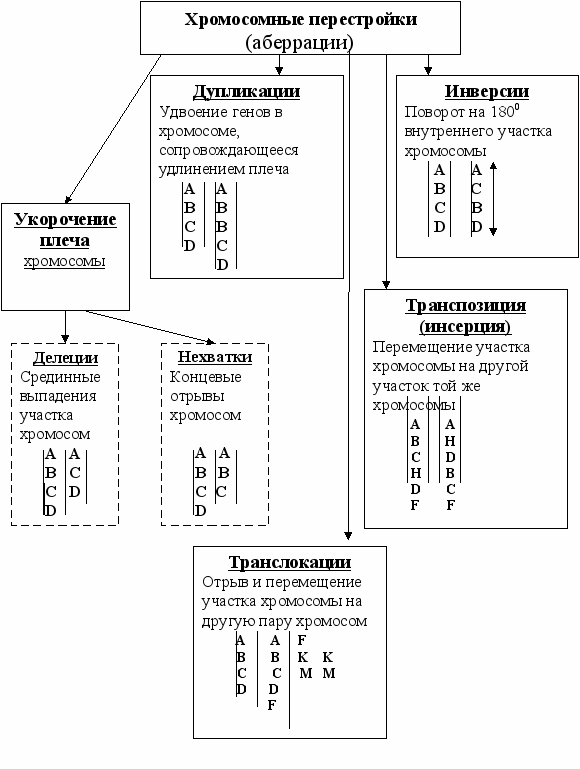 Хромосомные перестройки
(аберрации)
Дупликации
Удвоение генов в
хромосоме,
сопровождающееся
удлинением плеча
A A
B B
C B
D C
D
Инверсии
Поворот на 180⁰
внутреннего участка
хромосомы
A A
B C
C B
D D
Укорочение
плеча
хромосомы
Транспозиция
(инсерция)
Перемещение участка
хромосомы на другой
участок той же
хромосомы
A A
B H
C D
H B
D C
F F
Делеции
Срединные
выпадения
участка
хромосом
A A
B C
C D
D
Нехватки
Концевые
отрывы
хромосом
A A
B B
C C
D
Транслокации
Отрыв и перемещение
участка хромосомы на
другую пару хромосом
A A F
B B K K
C C M M
D D
F